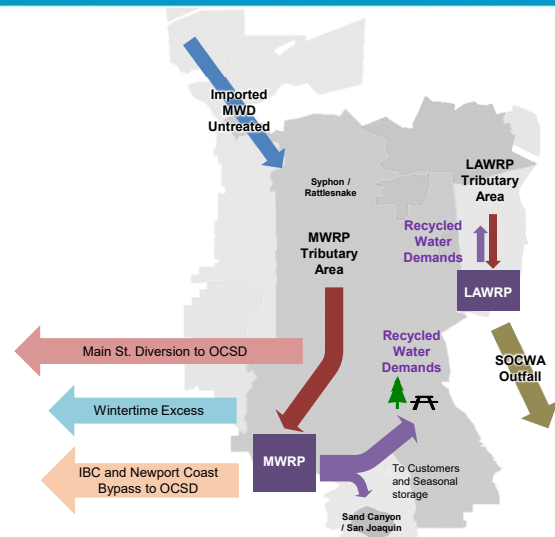 Imported
MWD
Untreated
Syphon /
Rattlesnake
LAWRP
Tributary
Area
MWRP
Tributary
Area
Recycled
Water
Demands
LAWRP
Main St. Diversion to OCSD
Recycled
Water
Demands
SOCWA
Outfall
Wintertime Excess
MWRP
IBC and Newport Coast
Bypass to OCSD
To Customers
and Seasonal
storage
Sand Canyon
/ San Joaquin